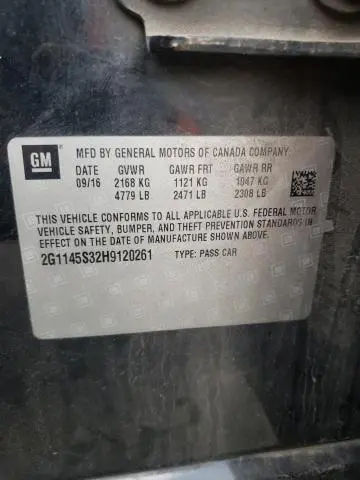 GM MFD BY GENERAL MOTORS OF CANADA COMPANY
DATE GVWR GAWR FRT GAWR RR
09/16 2168 KG 1121 KG 1047 KG
4779 LB 2471 LB 2308 LB
THIS VEHICLE CONFORMS TO ALL APPLICABLE U.S. FEDERAL MOTOR
VEHICLE SAFETY, BUMPER, AND THEFT PREVENTION STANDARDS IN
EFFECT ON THE DATE OF MANUFACTURE SHOWN ABOVE.
2G1145S32H9120261 TYPE: PASS CAR